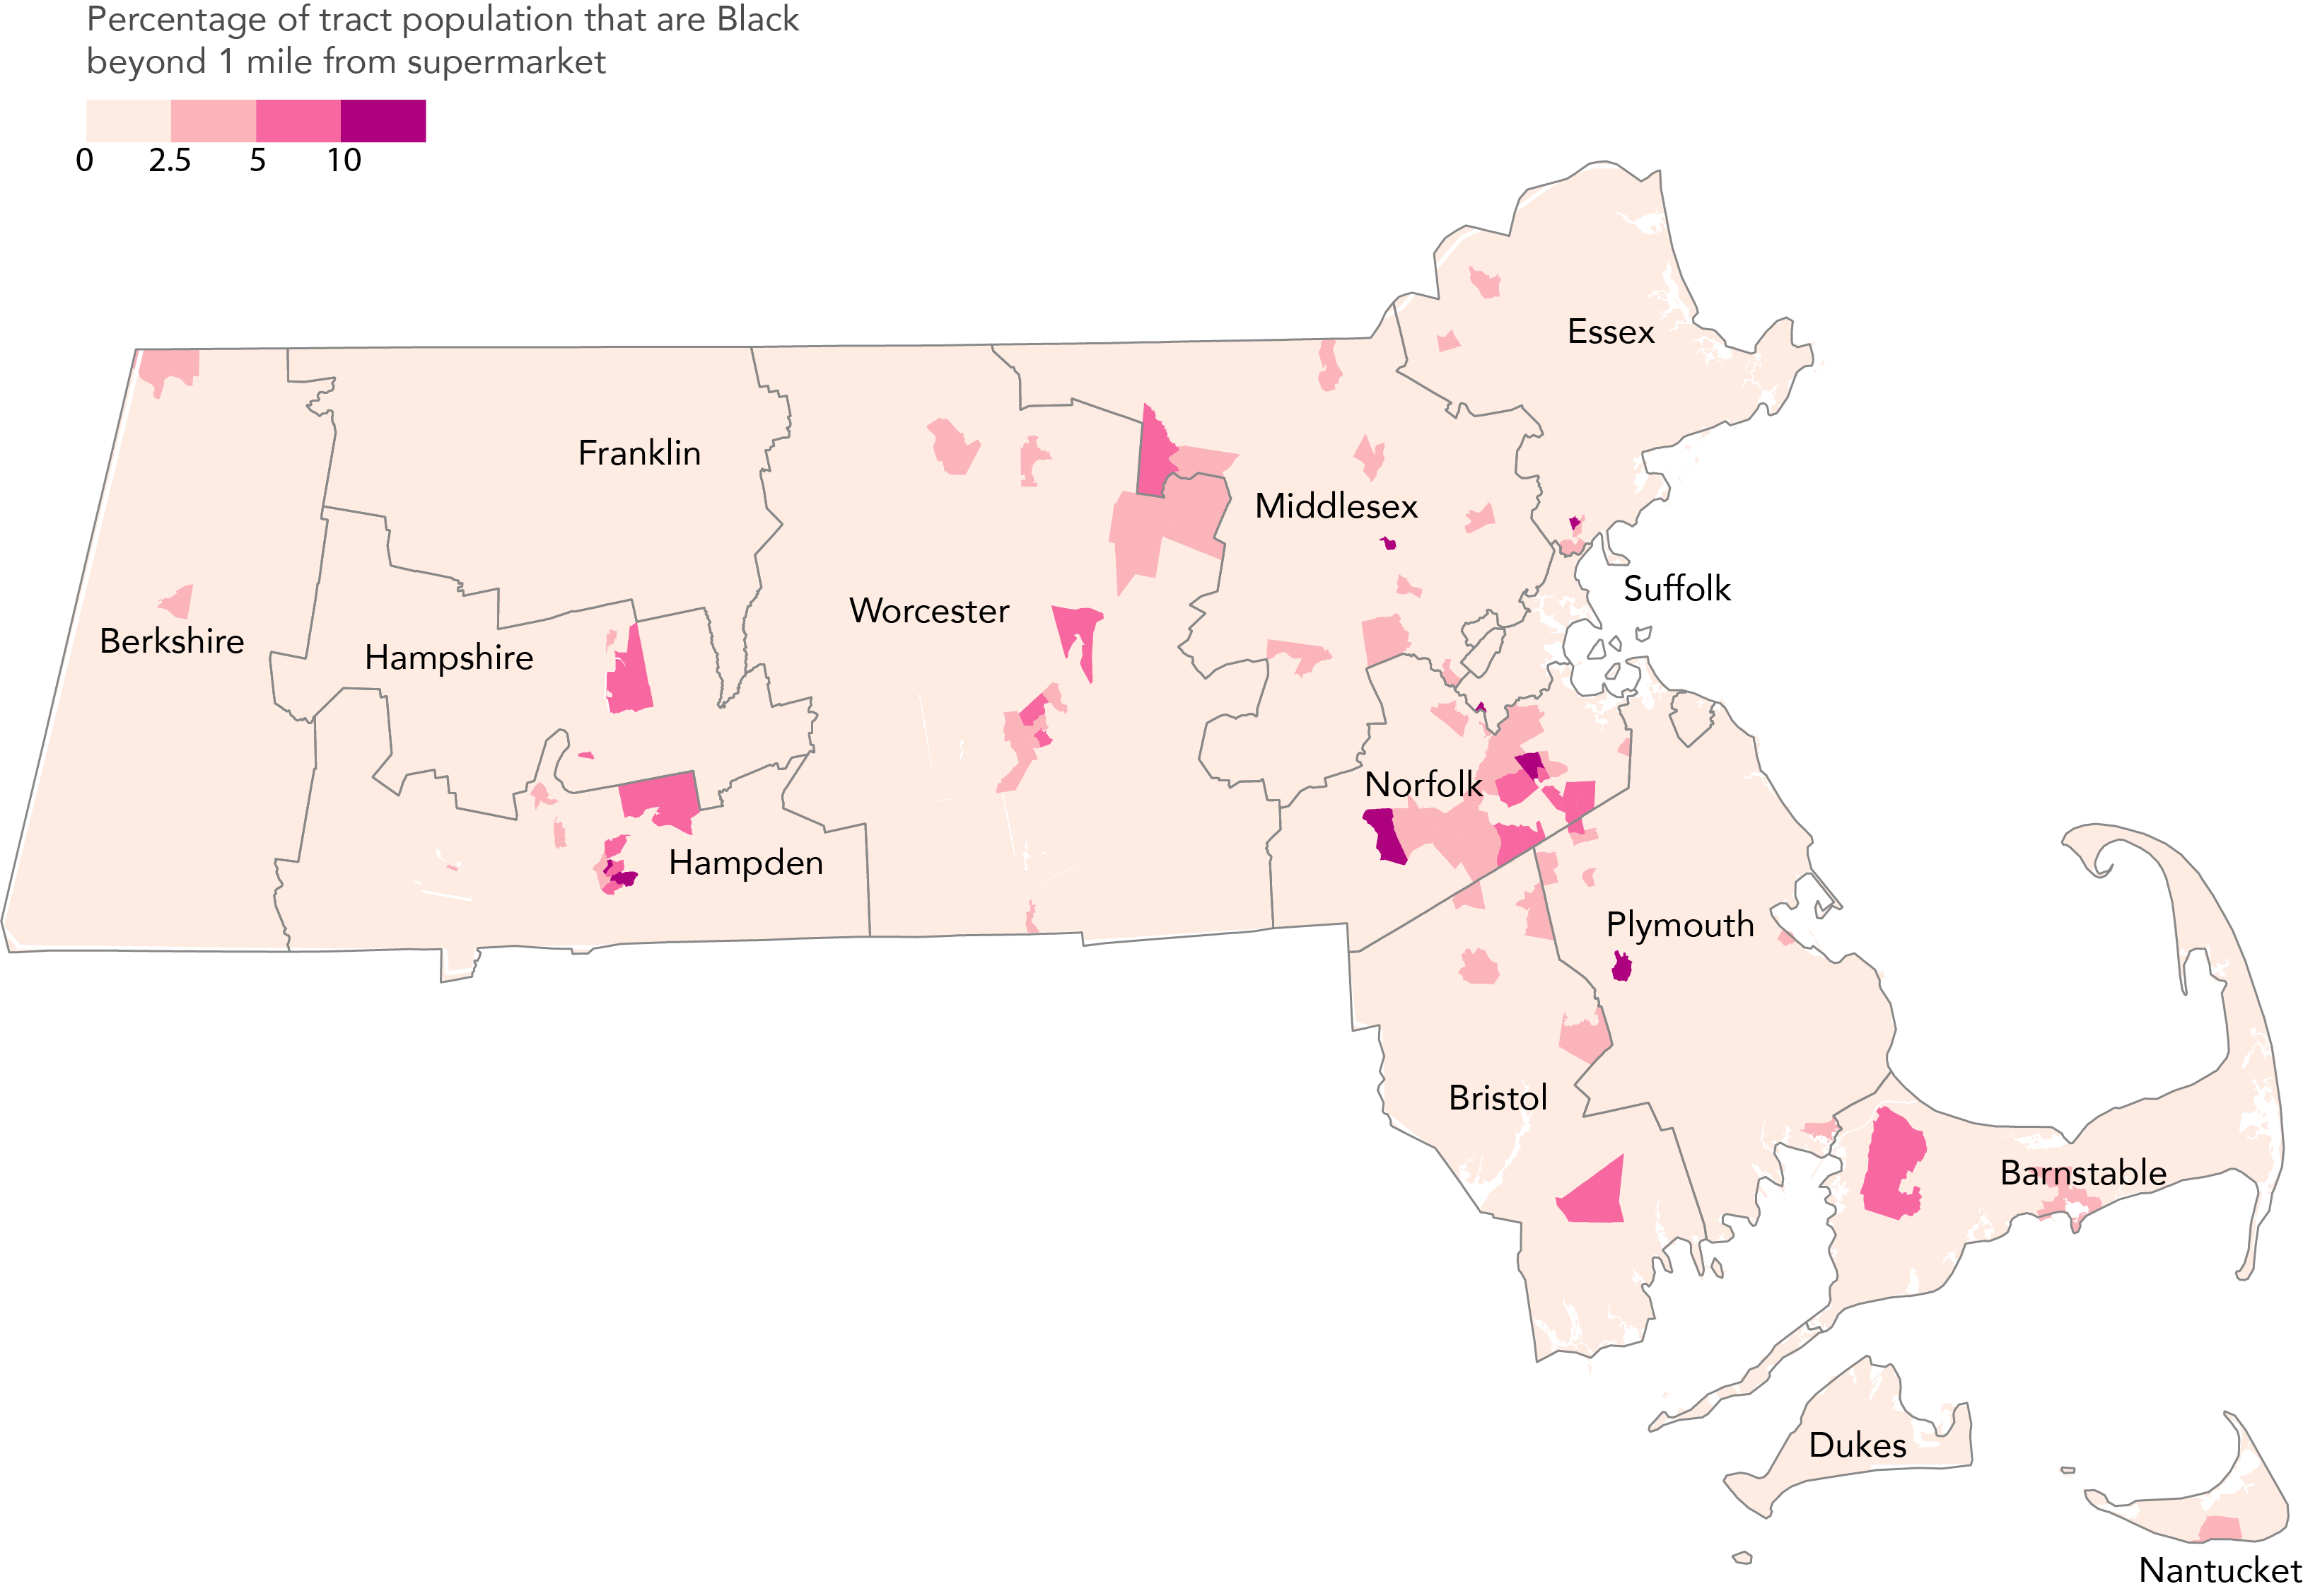 Percentage of tract population that are Black
beyond 1 mile from supermarket
0 2.5 5 10
Essex
Franklin
Middlesex
Suffolk
Worcester
Berkshire
Hampshire
Norfolk
Hampden
Plymouth
Bristol
Barnstable
Dukes
Nantucket